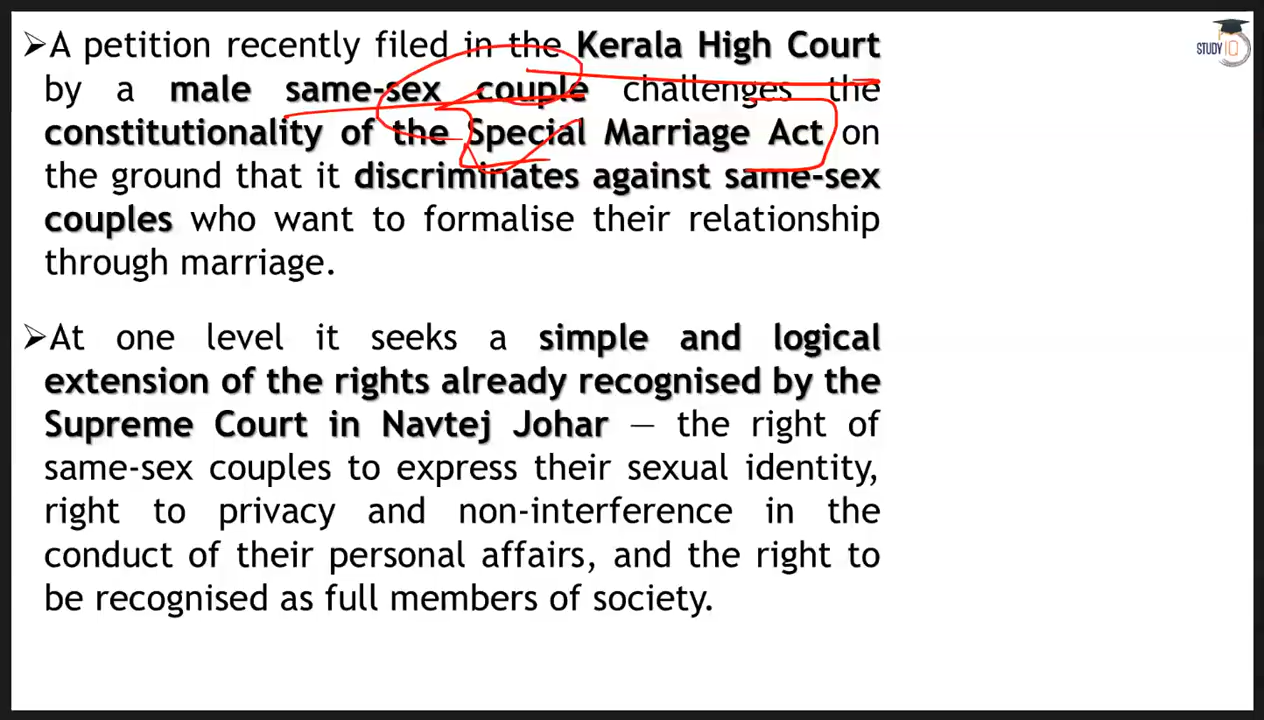 ➢A petition recently filed in the Kerala High Court
by a male same-sex couple challenges the
constitutionality of the Special Marriage Act on
the ground that it discriminates against same-sex
couples who want to formalise their relationship
through marriage.
➢At one level it seeks a simple and logical
extension of the rights already recognised by the
Supreme Court in Navtej Johar — the right of
same-sex couples to express their sexual identity,
right to privacy and non-interference in the
conduct of their personal affairs, and the right to
be recognised as full members of society.
STUDY IQ